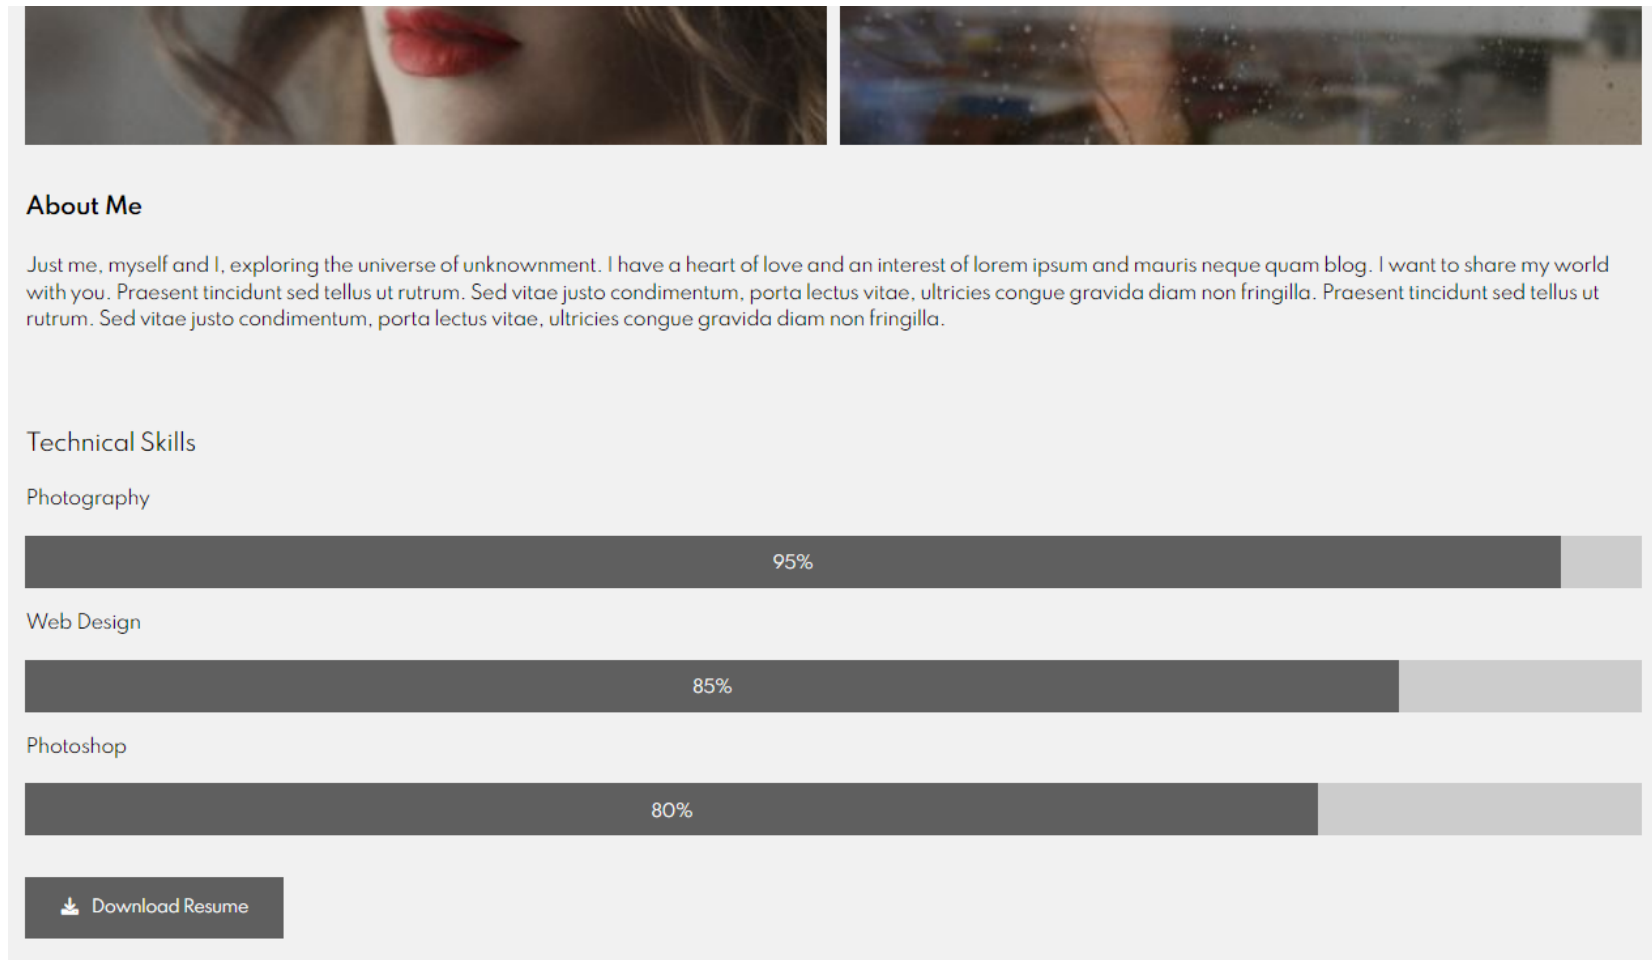 About Me
Just me, myself and I, exploring the universe of unknownment. I have a heart of love and an interest of lorem ipsum and mauris neque quam blog. I want to share my world
with you. Praesent tincidunt sed tellus ut rutrum. Sed vitae justo condimentum, porta lectus vitae, ultricies congue gravida diam non fringilla. Praesent tincidunt sed tellus ut
rutrum. Sed vitae justo condimentum, porta lectus vitae, ultricies congue gravida diam non fringilla.
Technical Skills
Photography
95%
Web Design
85%
Photoshop
80%
Download Resume